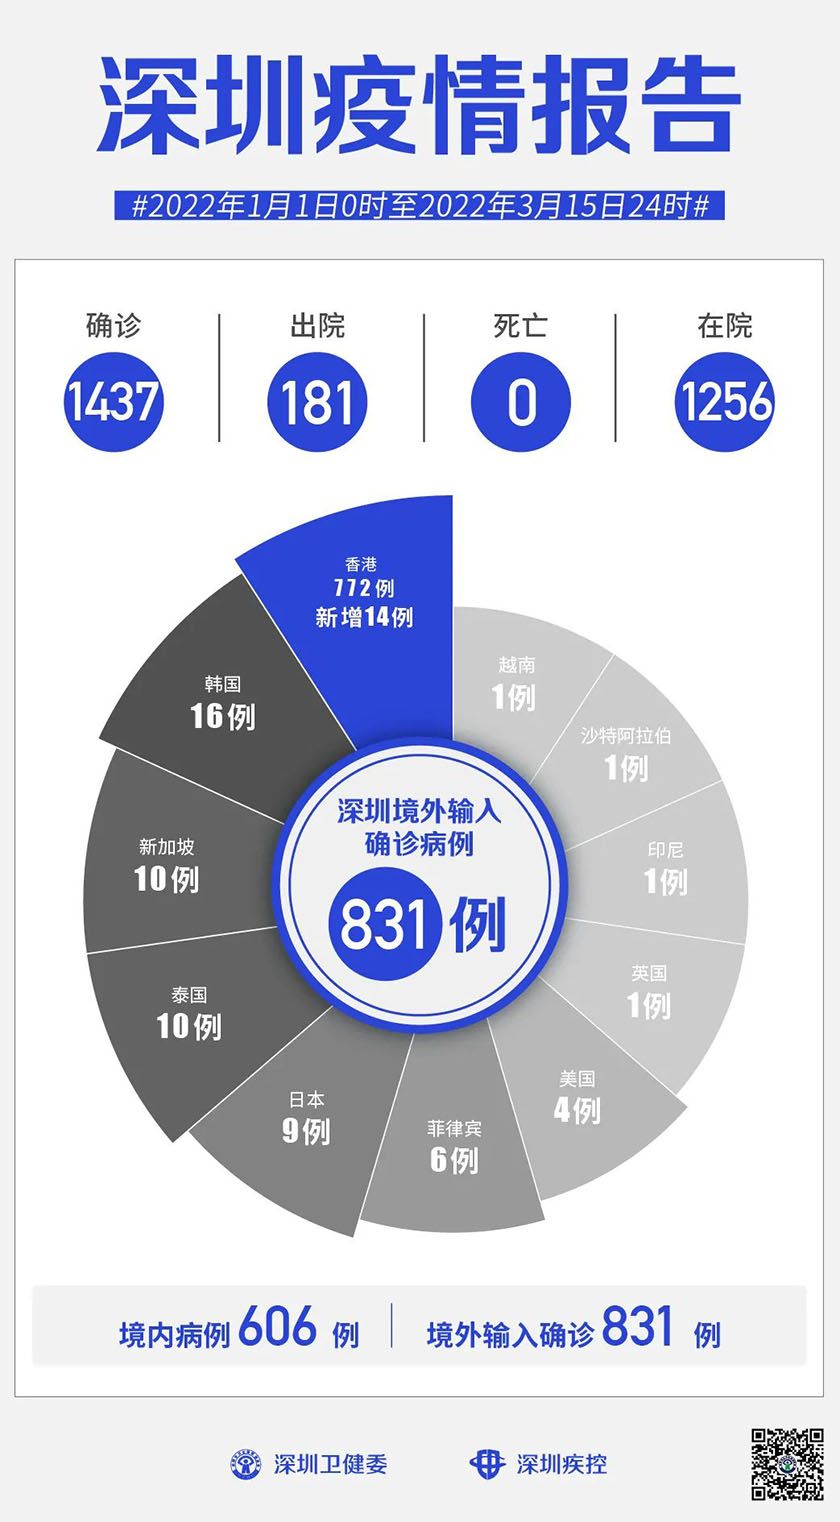 深圳疫情报告
#2022年1月1日0时至2022年3月15日24时#
确诊
1437
出院
181
死亡
0
在院
1256
香港
772例
新增14例
越南
1例
沙特阿拉伯
1例
印尼
1例
英国
1例
美国
4例
菲律宾
6例
日本
9例
泰国
10例
新加坡
10例
韩国
16例
深圳境外输入
确诊病例
831例
境内病例606例
境外输入确诊831例
深圳卫健委
深圳疾控